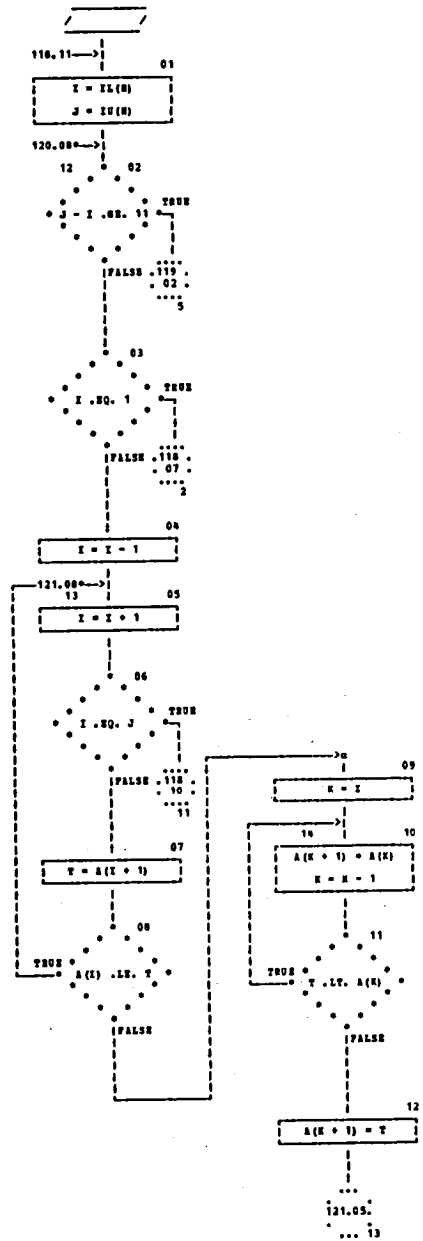 118.11-->
01
I = IL(M)
J = IU(M)
120.08*-->
12 02
J - I .GE. 11
TRUE
FALSE
.119
02
5
03
I .EQ. 1
TRUE
FALSE
.118
07
2
04
I = I - 1
121.08*-->
13 05
I = I + 1
06
I .EQ. J
TRUE
FALSE
.118
10
11
07
T = A(I + 1)
08
TRUE
A(I) .LE. T
FALSE
09
K = I
14 10
A(K + 1) = A(K)
K = K - 1
11
TRUE
T .LT. A(K)
FALSE
12
A(K + 1) = T
121.05.
13